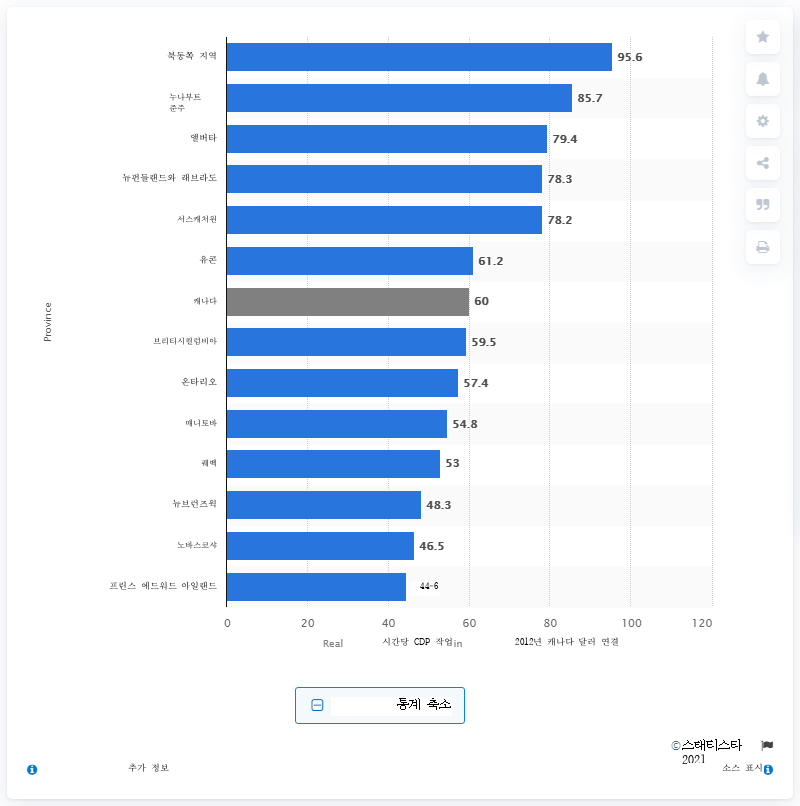 북동쪽 지역 95.6
누나부트
준주
85.7
앨버타 79.4
뉴펀들랜드와 래브라도 78.3
서스캐처원 78.2
유콘 61.2
캐나다 60
브리티시컬럼비아 59.5
온타리오 57.4
매니토바 54.8
퀘백 53
뉴브런즈윅 48.3
노바스코샤 46.5
프린스 에드워드 아일랜드 44-6
Province
0 20 40 60 80 100 120
Real 시간당 CDP 작업in 2012년 캐나다 달러 연결
통계 축소
©스태티스타
2021
추가 정보 소스 표시